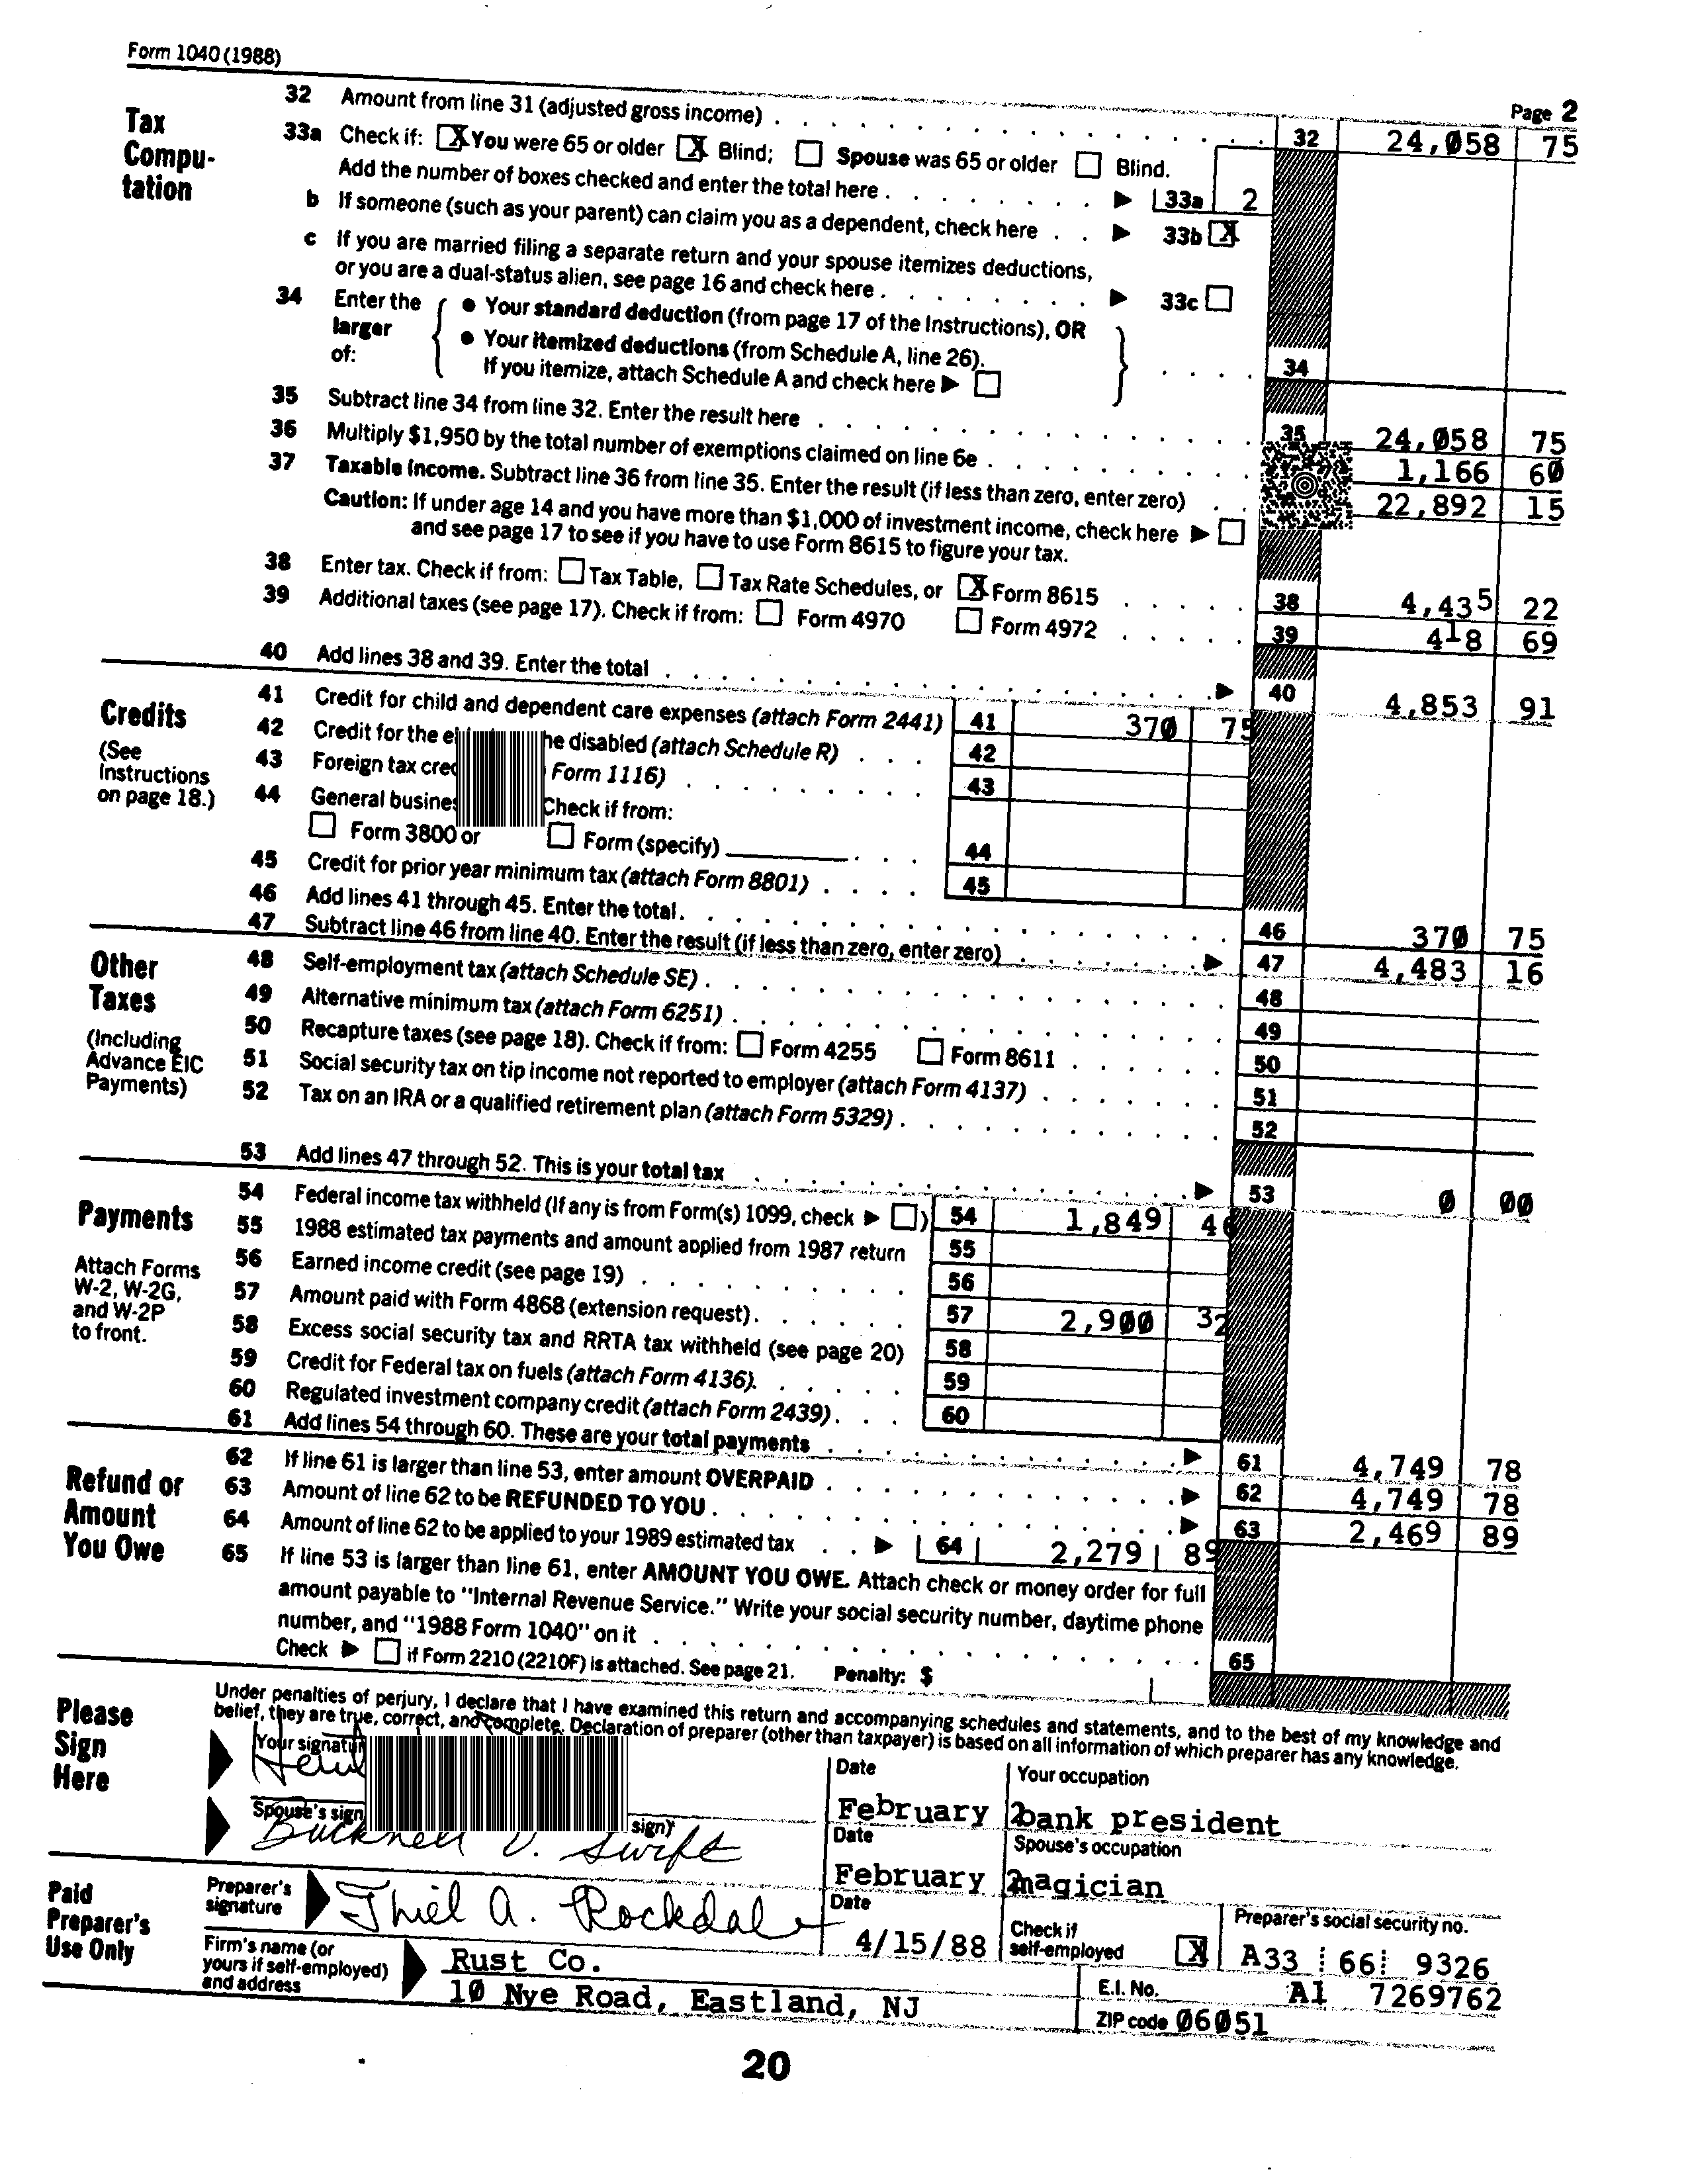 Form 1040 (1988)
Page 2
Tax Compu-tation
32 Amount from line 31 (adjusted gross income) 32 24,058 75
33a Check if: X You were 65 or older X Blind; Spouse was 65 or older Blind.
Add the number of boxes checked and enter the total here 33a 2
b If someone (such as your parent) can claim you as a dependent, check here 33b X
c If you are married filing a separate return and your spouse itemizes deductions,
or you are a dual-status alien, see page 16 and check here 33c
34 Enter the larger of:
• Your standard deduction (from page 17 of the Instructions), OR
• Your itemized deductions (from Schedule A, line 26).
If you itemize, attach Schedule A and check here 34
35 Subtract line 34 from line 32. Enter the result here 35 24,058 75
36 Multiply $1,950 by the total number of exemptions claimed on line 6e 1,166 60
37 Taxable income. Subtract line 36 from line 35. Enter the result (if less than zero, enter zero) 22,892 15
Caution: If under age 14 and you have more than $1,000 of investment income, check here
and see page 17 to see if you have to use Form 8615 to figure your tax.
38 Enter tax. Check if from: Tax Table, Tax Rate Schedules, or X Form 8615 38 4,435 22
39 Additional taxes (see page 17). Check if from: Form 4970 Form 4972 39 418 69
40 Add lines 38 and 39. Enter the total 40 4,853 91
Credits
(See Instructions on page 18.)
41 Credit for child and dependent care expenses (attach Form 2441) 41 370 75
42 Credit for the disabled (attach Schedule R) 42
43 Foreign tax Form 1116) 43
44 General Check if from:
Form 3800 or Form (specify) 44
45 Credit for prior year minimum tax (attach Form 8801) 45
46 Add lines 41 through 45. Enter the total. 46 370 75
47 Subtract line 46 from line 40. Enter the result (if less than zero, enter zero) 47 4,483 16
Other Taxes
(Including Advance EIC Payments)
48 Self-employment tax (attach Schedule SE) 48
49 Alternative minimum tax (attach Form 6251) 49
50 Recapture taxes (see page 18). Check if from: Form 4255 Form 8611 50
51 Social security tax on tip income not reported to employer (attach Form 4137) 51
52 Tax on an IRA or a qualified retirement plan (attach Form 5329) 52
53 Add lines 47 through 52. This is your total tax 53 0 00
Payments
Attach Forms W-2, W-2G, and W-2P to front.
54 Federal income tax withheld (If any is from Form(s) 1099, check ) 54 1,849 46
55 1988 estimated tax payments and amount applied from 1987 return 55
56 Earned income credit (see page 19) 56
57 Amount paid with Form 4868 (extension request) 57 2,900 32
58 Excess social security tax and RRTA tax withheld (see page 20) 58
59 Credit for Federal tax on fuels (attach Form 4136). 59
60 Regulated investment company credit (attach Form 2439) 60
61 Add lines 54 through 60. These are your total payments 61 4,749 78
Refund or Amount You Owe
62 If line 61 is larger than line 53, enter amount OVERPAID 62 4,749 78
63 Amount of line 62 to be REFUNDED TO YOU 63 2,469 89
64 Amount of line 62 to be applied to your 1989 estimated tax 64 2,279 89
65 If line 53 is larger than line 61, enter AMOUNT YOU OWE. Attach check or money order for full
amount payable to "Internal Revenue Service." Write your social security number, daytime phone
number, and "1988 Form 1040" on it 65
Check if Form 2210 (2210F) is attached. See page 21. Penalty: $
Please Sign Here
Under penalties of perjury, I declare that I have examined this return and accompanying schedules and statements, and to the best of my knowledge and
belief, they are true, correct, and complete. Declaration of preparer (other than taxpayer) is based on all information of which preparer has any knowledge.
Your signature
Date
February 2
Your occupation
bank president
Spouse's sign)
Bucknell V. Swift
Date
February 2
Spouse's occupation
magician
Paid Preparer's Use Only
Preparer's signature
Thiel A. Rockdale
Date
4/15/88
Check if self-employed X
Preparer's social security no.
A33 66 9326
Firm's name (or yours if self-employed) and address
Rust Co.
10 Nye Road, Eastland, NJ
E.I. No. A1 7269762
ZIP code 06051
20